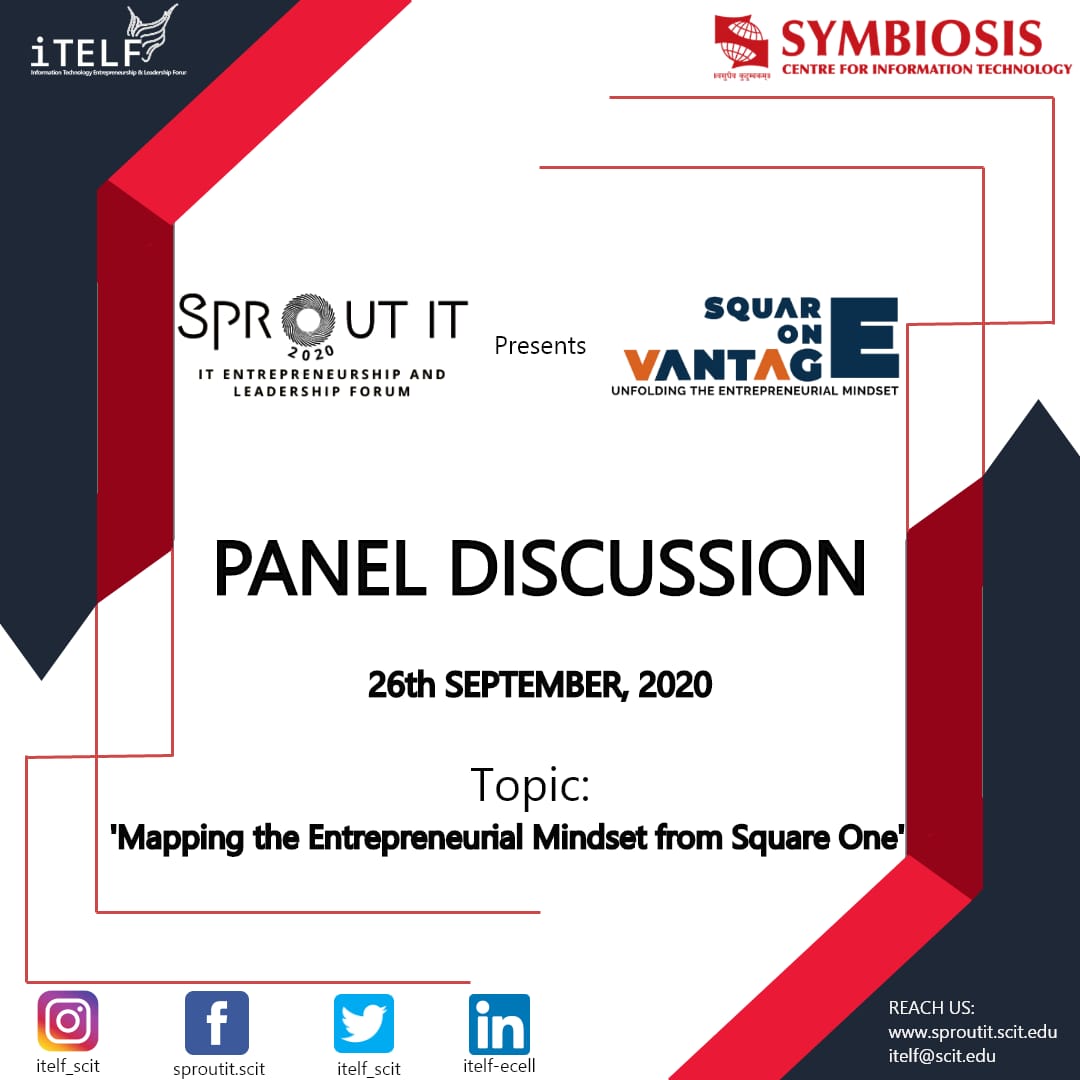 iTELF
Information Technology Entrepreneurship & Leadership Forum
SYMBIOSIS
CENTRE FOR INFORMATION TECHNOLOGY
॥वसुधैव कुटुम्बकम्॥
SPROUT IT
2020
IT ENTREPRENEURSHIP AND
LEADERSHIP FORUM
Presents
SQUAR
ON
VANTAGE
UNFOLDING THE ENTREPRENEURIAL MINDSET
PANEL DISCUSSION
26th SEPTEMBER, 2020
Topic:
'Mapping the Entrepreneurial Mindset from Square One'
itelf_scit
sproutit.scit
itelf_scit
itelf-ecell
REACH US:
www.sproutit.scit.edu
itelf@scit.edu